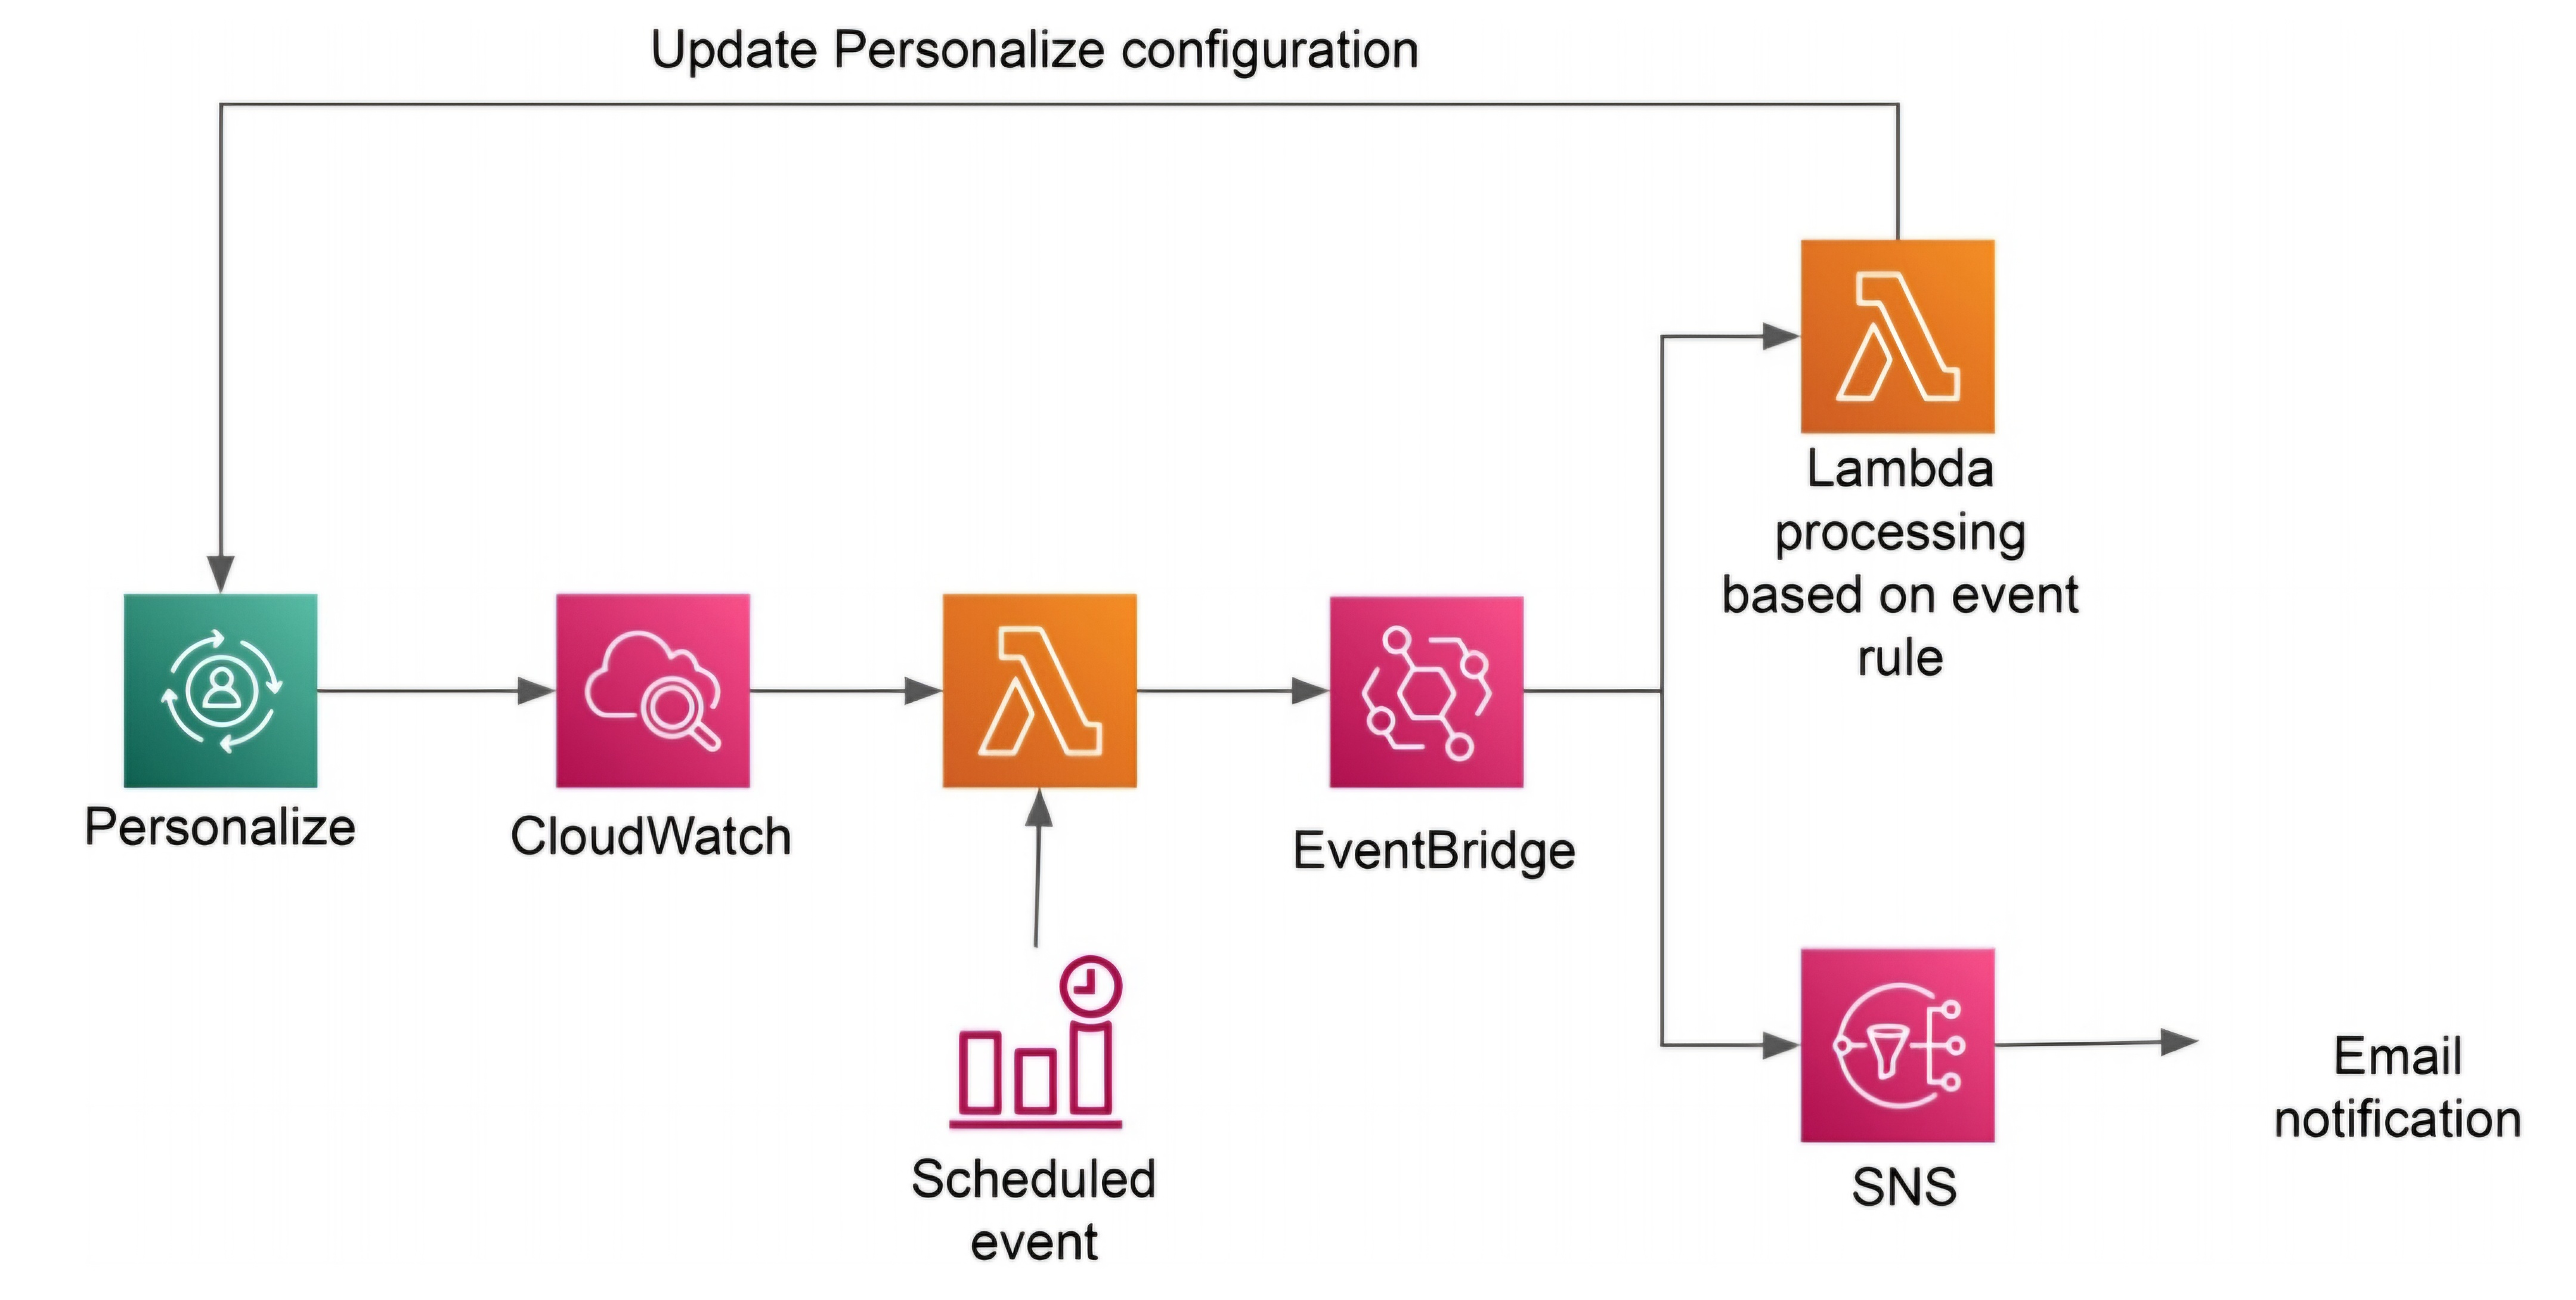 Update Personalize configuration
Lambda
processing
based on event
rule
Personalize
CloudWatch
EventBridge
Scheduled
event
SNS
Email
notification